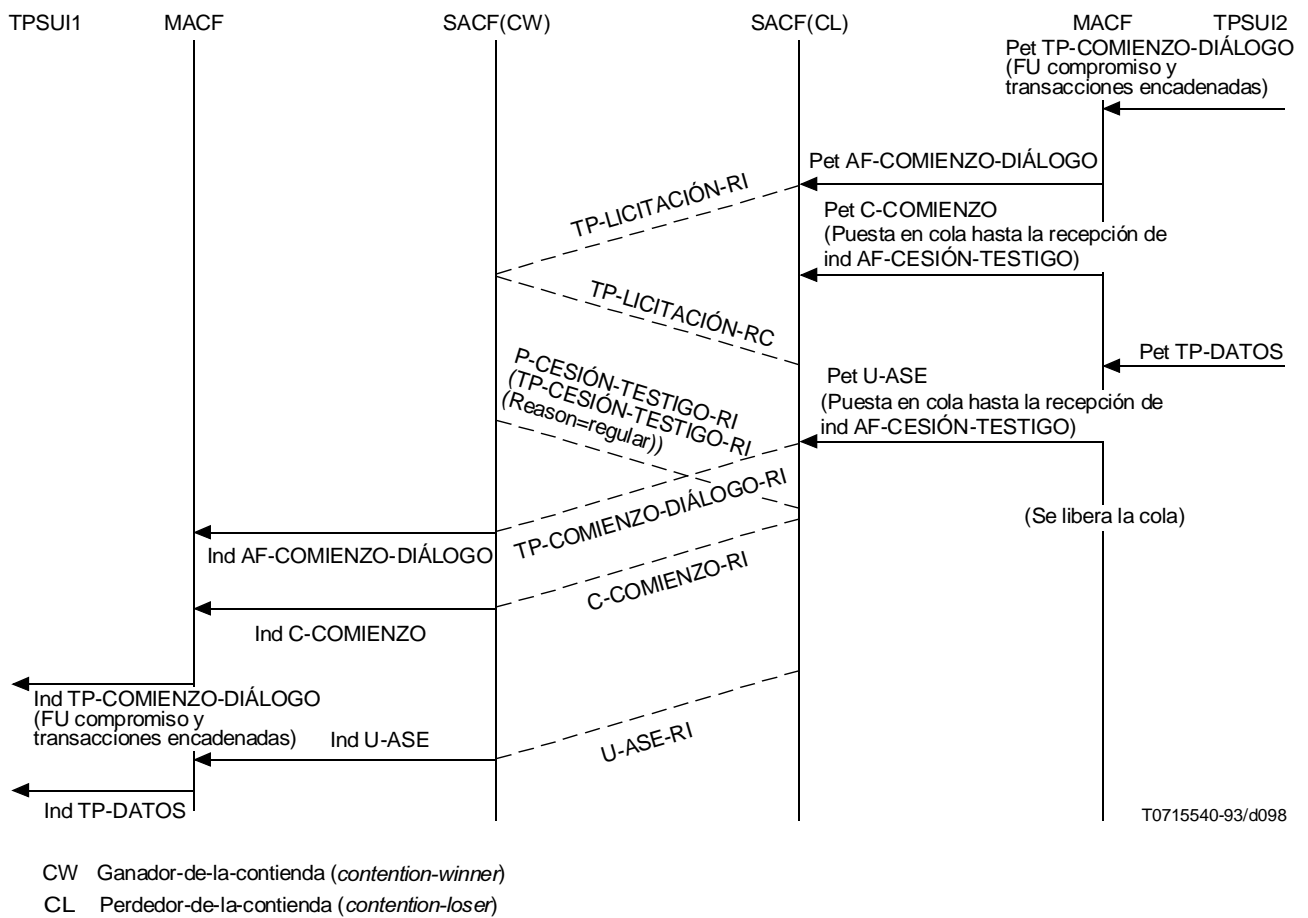 TPSUI1 MACF SACF(CW) SACF(CL) MACF TPSUI2
Pet TP-COMIENZO-DIÁLOGO
(FU compromiso y
transacciones encadenadas)
Pet AF-COMIENZO-DIÁLOGO
TP-LICITACIÓN-RI
Pet C-COMIENZO
(Puesta en cola hasta la recepción de
ind AF-CESIÓN-TESTIGO)
TP-LICITACIÓN-RC
Pet TP-DATOS
P-CESIÓN-TESTIGO-RI
(TP-CESIÓN-TESTIGO-RI
(Reason=regular))
Pet U-ASE
(Puesta en cola hasta la recepción de
ind AF-CESIÓN-TESTIGO)
TP-COMIENZO-DIÁLOGO-RI
(Se libera la cola)
Ind AF-COMIENZO-DIÁLOGO
C-COMIENZO-RI
Ind C-COMIENZO
Ind TP-COMIENZO-DIÁLOGO
(FU compromiso y
transacciones encadenadas)
Ind U-ASE
U-ASE-RI
Ind TP-DATOS
T0715540-93/d098
CW Ganador-de-la-contienda (contention-winner)
CL Perdedor-de-la-contienda (contention-loser)